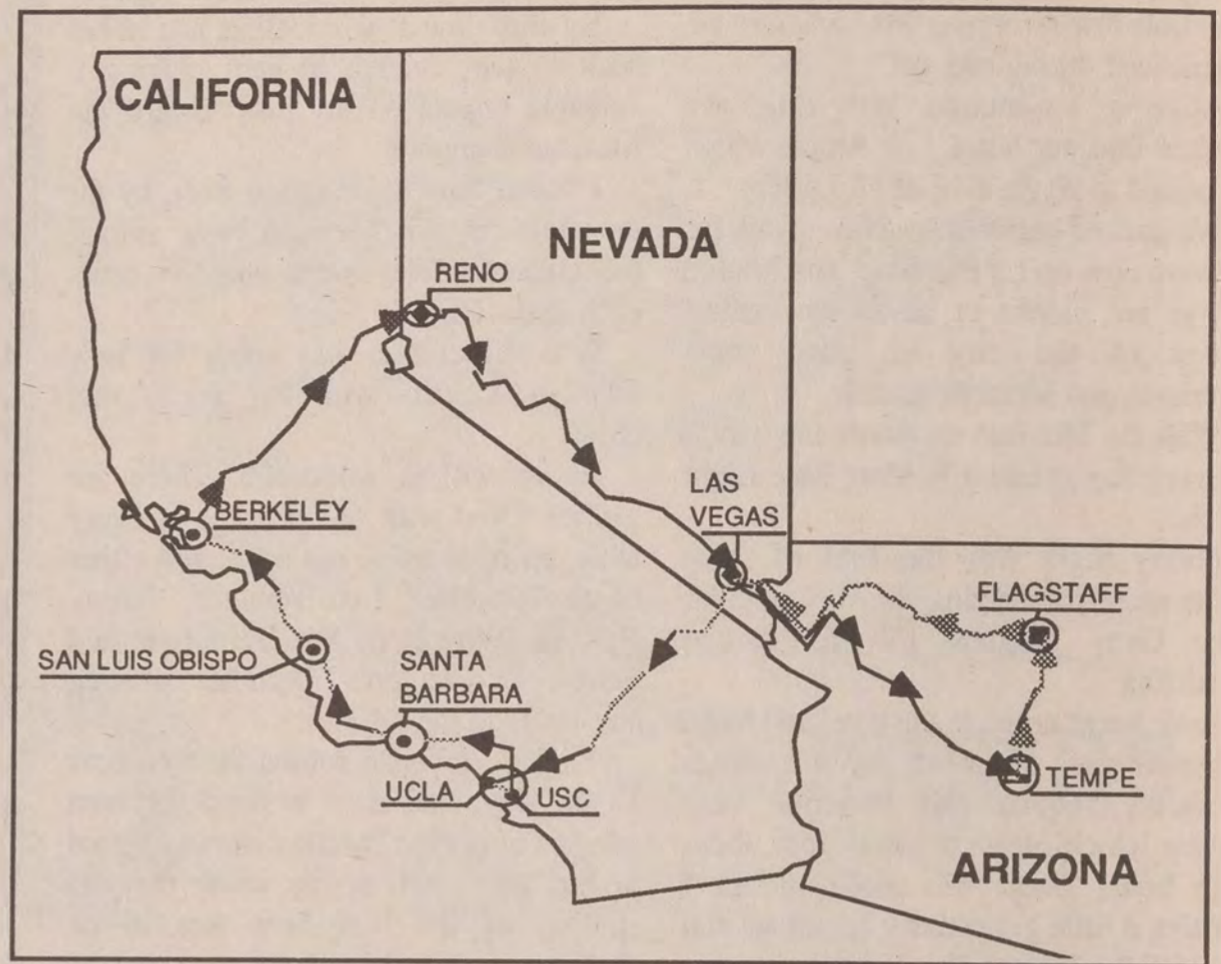 CALIFORNIA
NEVADA
RENO
BERKELEY
LAS
VEGAS
FLAGSTAFF
SAN LUIS OBISPO
SANTA
BARBARA
UCLA
USC
TEMPE
ARIZONA